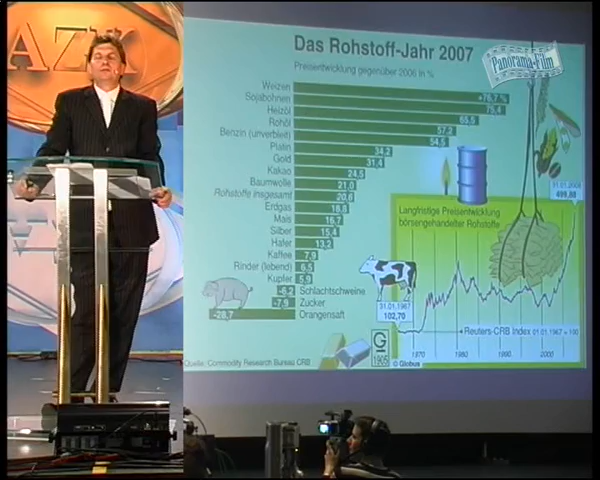 AZK
Panorama-Film
Das Rohstoff-Jahr 2007
Preisentwicklung gegenüber 2006 in %
Weizen +76,7 %
Sojabohnen 75,4
Heizöl 65,5
Rohöl 57,2
Benzin (unverbleit) 54,5
Platin 34,2
Gold 31,4
Kakao 24,5
Baumwolle 21,0
Rohstoffe insgesamt 20,6
Erdgas 18,8
Mais 16,7
Silber 15,4
Hafer 13,2
Kaffee 7,9
Rinder (lebend) 6,5
Kupfer 5,9
-6,2 Schlachtschweine
-7,9 Zucker
-28,7 Orangensaft
31.01.2008
499,88
Langfristige Preisentwicklung
börsengehandelter Rohstoffe
31.01.1967
102,70
Reuters-CRB Index 01.01.1967 = 100
1970 1980 1990 2000
G
1905
© Globus
Quelle: Commodity Research Bureau CRB